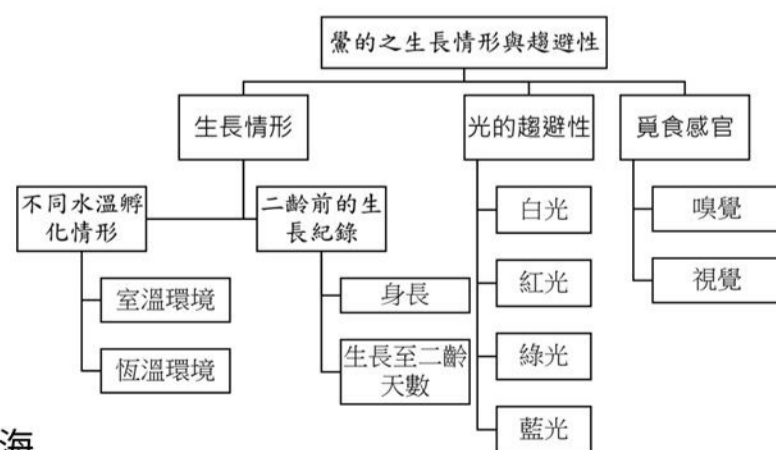 鱟的之生長情形與趨避性
生長情形
光的趨避性
覓食感官
不同水溫孵
化情形
二齡前的生
長紀錄
室溫環境
恆溫環境
身長
生長至二齡
天數
白光
紅光
綠光
藍光
嗅覺
視覺
海